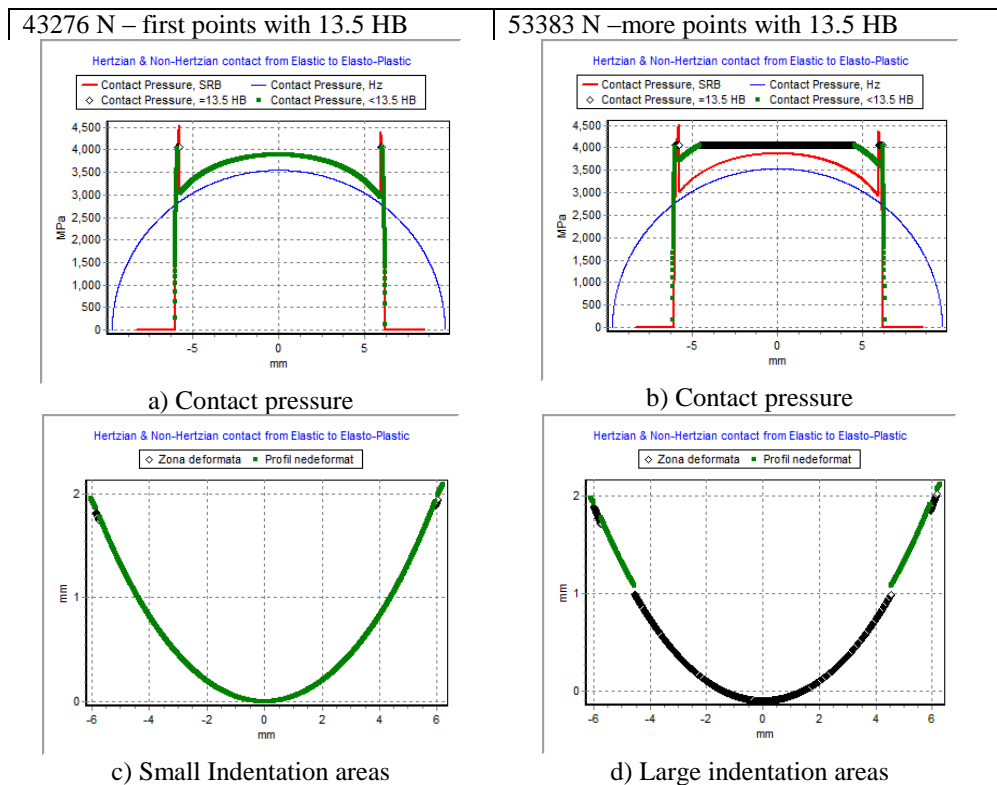 43276 N – first points with 13.5 HB
53383 N –more points with 13.5 HB
Hertzian & Non-Hertzian contact from Elastic to Elasto-Plastic
Contact Pressure, SRB
Contact Pressure, Hz
Contact Pressure, =13.5 HB
Contact Pressure, <13.5 HB
4,500
4,000
3,500
3,000
2,500
2,000
1,500
1,000
500
0
MPa
-5
0
5
mm
a) Contact pressure
Hertzian & Non-Hertzian contact from Elastic to Elasto-Plastic
Contact Pressure, SRB
Contact Pressure, Hz
Contact Pressure, =13.5 HB
Contact Pressure, <13.5 HB
4,500
4,000
3,500
3,000
2,500
2,000
1,500
1,000
500
0
MPa
-5
0
5
mm
b) Contact pressure
Hertzian & Non-Hertzian contact from Elastic to Elasto-Plastic
Zona deformata
Profil nedeformat
2
1
0
mm
-6 -4 -2 0 2 4 6
mm
c) Small Indentation areas
Hertzian & Non-Hertzian contact from Elastic to Elasto-Plastic
Zona deformata
Profil nedeformat
2
1
0
mm
-6 -4 -2 0 2 4 6
mm
d) Large indentation areas